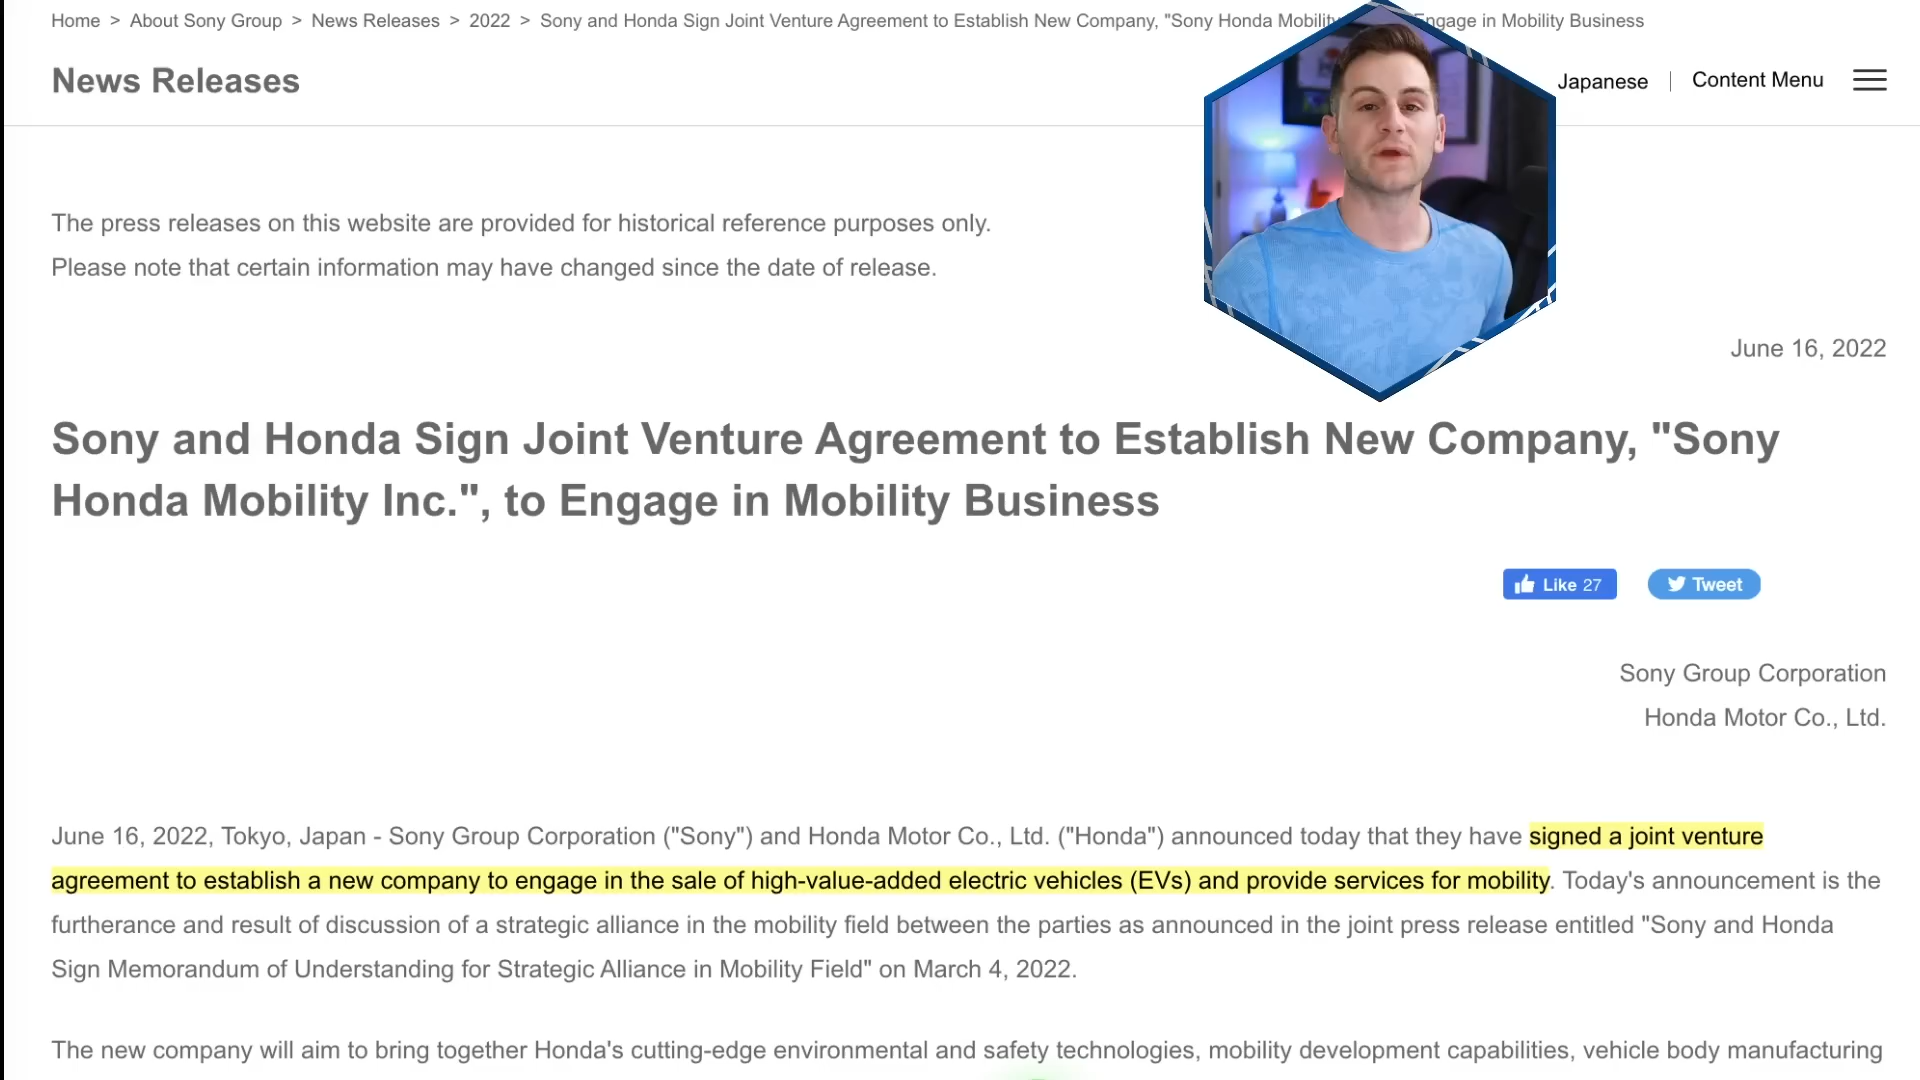 Home > About Sony Group > News Releases > 2022 > Sony and Honda Sign Joint Venture Agreement to Establish New Company, "Sony Honda Mobility Engage in Mobility Business
News Releases
Japanese | Content Menu
The press releases on this website are provided for historical reference purposes only.
Please note that certain information may have changed since the date of release.
June 16, 2022
Sony and Honda Sign Joint Venture Agreement to Establish New Company, "Sony
Honda Mobility Inc.", to Engage in Mobility Business
Like 27
Tweet
Sony Group Corporation
Honda Motor Co., Ltd.
June 16, 2022, Tokyo, Japan - Sony Group Corporation ("Sony") and Honda Motor Co., Ltd. ("Honda") announced today that they have signed a joint venture
agreement to establish a new company to engage in the sale of high-value-added electric vehicles (EVs) and provide services for mobility. Today's announcement is the
furtherance and result of discussion of a strategic alliance in the mobility field between the parties as announced in the joint press release entitled "Sony and Honda
Sign Memorandum of Understanding for Strategic Alliance in Mobility Field" on March 4, 2022.
The new company will aim to bring together Honda's cutting-edge environmental and safety technologies, mobility development capabilities, vehicle body manufacturing